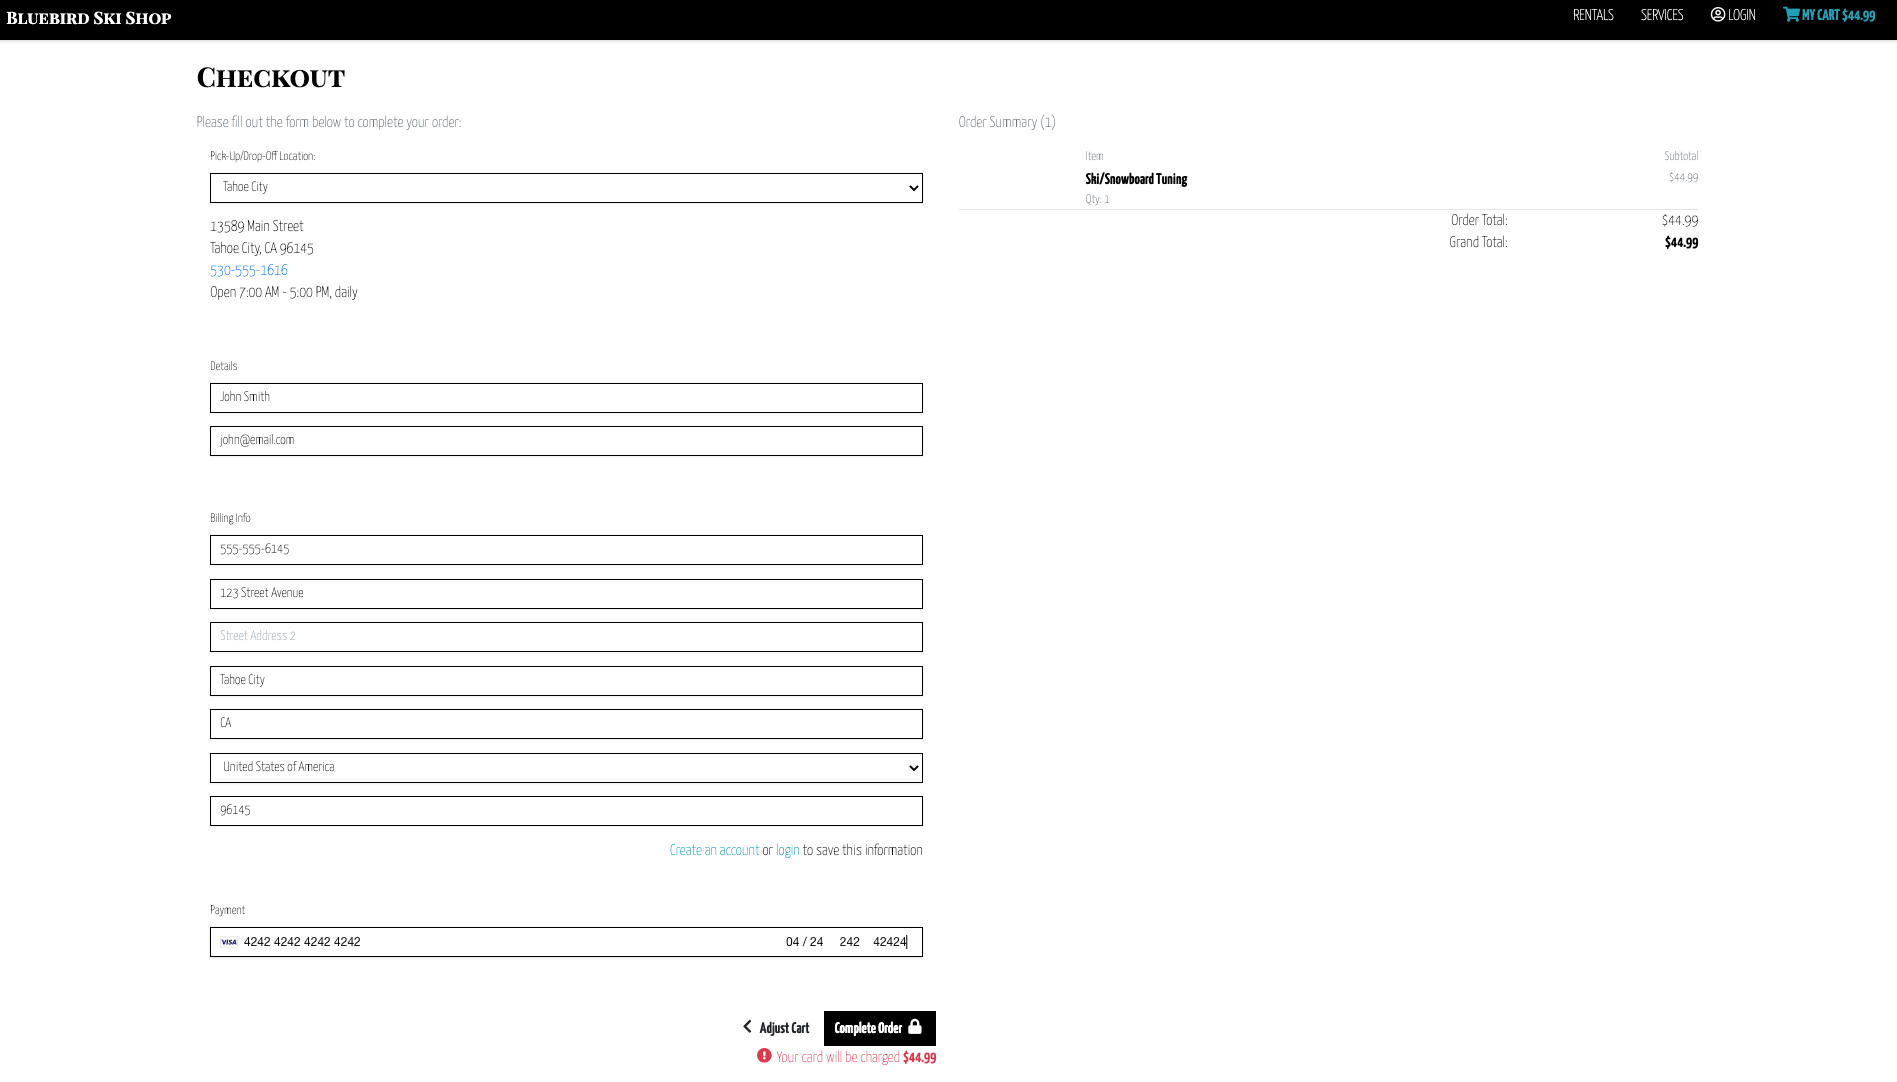 Bluebird Ski Shop
RENTALS SERVICES LOGIN MY CART $44.99
Checkout
Please fill out the form below to complete your order:
Pick-Up/Drop-Off Location:
Tahoe City
13589 Main Street
Tahoe City, CA 96145
530-555-1616
Open 7:00 AM - 5:00 PM, daily
Details
John Smith
john@email.com
Billing Info
555-555-6145
123 Street Avenue
Street Address 2
Tahoe City
CA
United States of America
96145
Create an account or login to save this information
Payment
VISA 4242 4242 4242 4242 04 / 24 242 42424
Adjust Cart Complete Order
Your card will be charged $44.99
Order Summary (1)
Item Subtotal
Ski/Snowboard Tuning $44.99
Qty: 1
Order Total: $44.99
Grand Total: $44.99